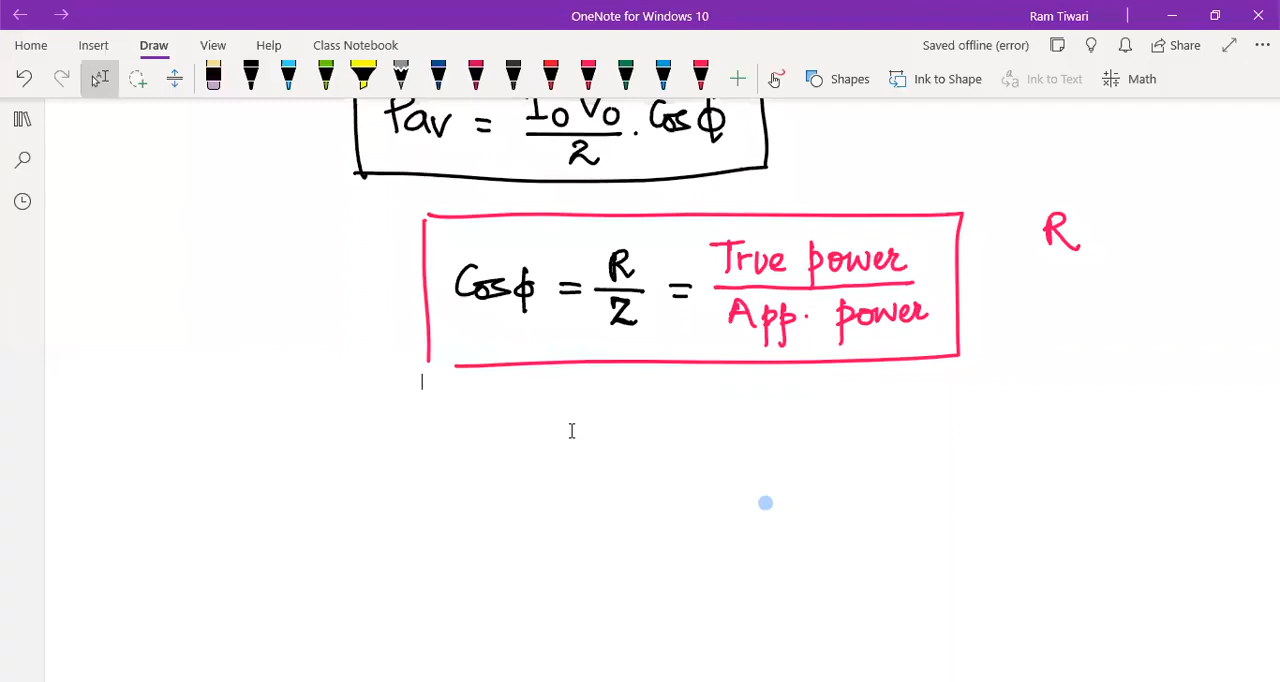 OneNote for Windows 10
Ram Tiwari
Home Insert Draw View Help Class Notebook
Saved offline (error) Share
Shapes Ink to Shape Ink to Text Math
Pav = I0 V0 / 2 . Cosϕ
Cosϕ = R/Z = True power / App. power
R